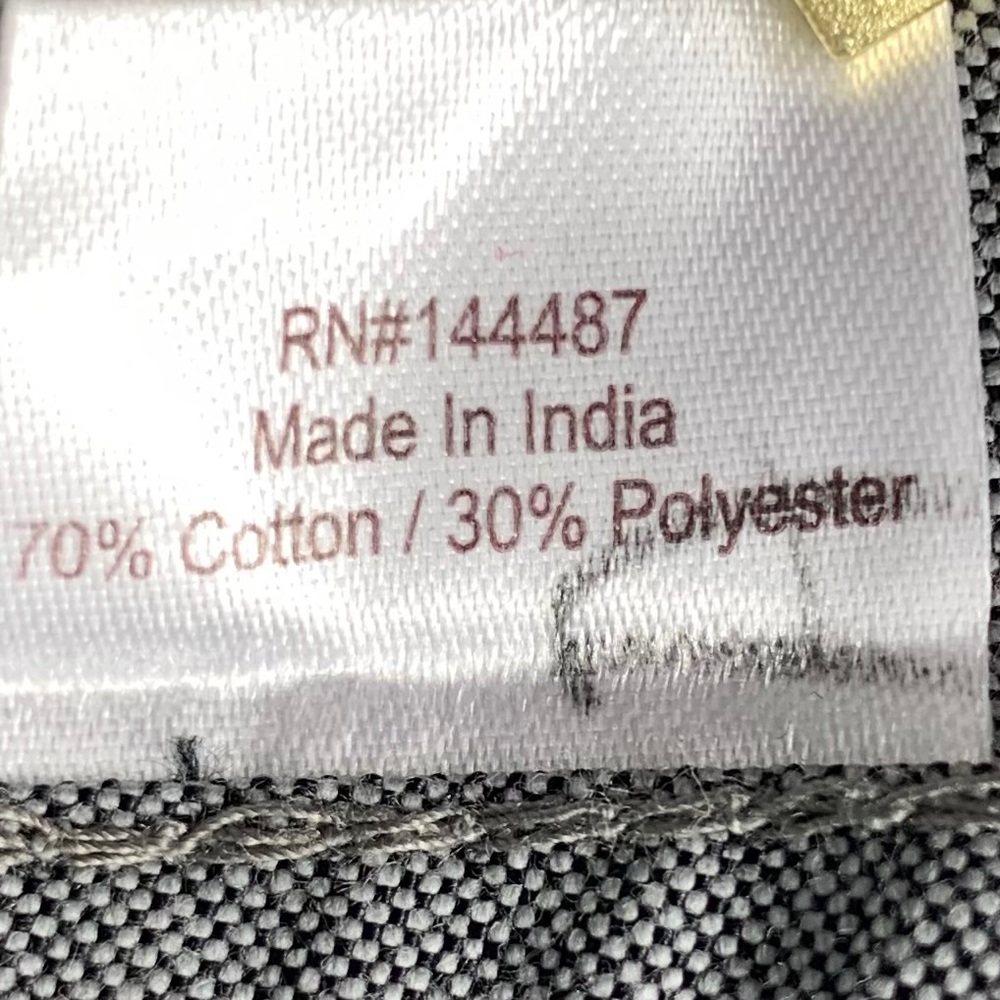 RN#144487
Made In India
70% Cotton / 30% Polyester